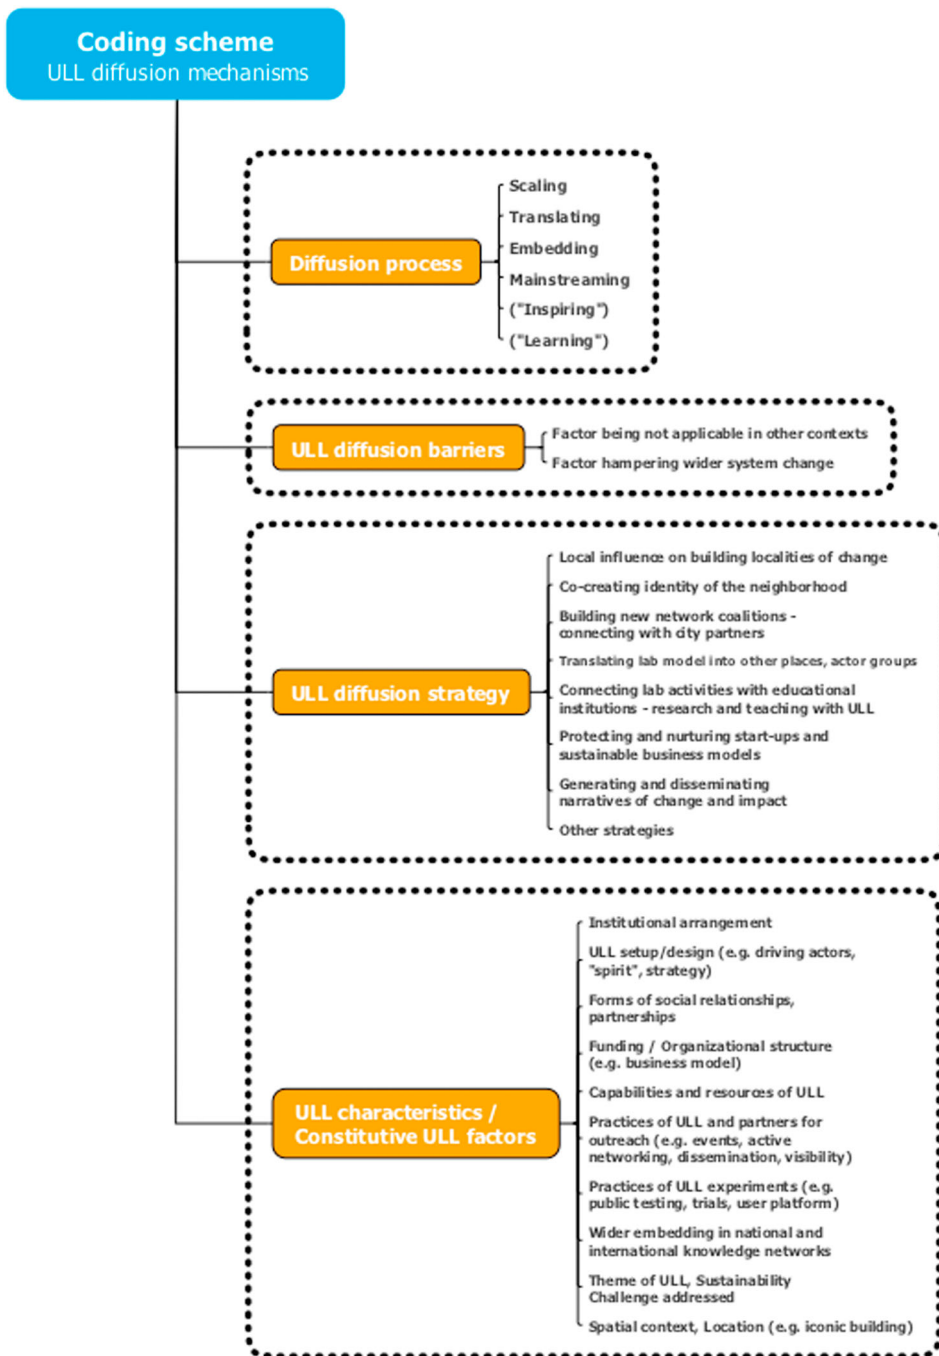 Coding scheme
ULL diffusion mechanisms
Diffusion process
Scaling
Translating
Embedding
Mainstreaming
("Inspiring")
("Learning")
ULL diffusion barriers
Factor being not applicable in other contexts
Factor hampering wider system change
ULL diffusion strategy
Local influence on building localities of change
Co-creating identity of the neighborhood
Building new network coalitions -
connecting with city partners
Translating lab model into other places, actor groups
Connecting lab activities with educational
institutions - research and teaching with ULL
Protecting and nurturing start-ups and
sustainable business models
Generating and disseminating
narratives of change and impact
Other strategies
ULL characteristics /
Constitutive ULL factors
Institutional arrangement
ULL setup/design (e.g. driving actors,
"spirit", strategy)
Forms of social relationships,
partnerships
Funding / Organizational structure
(e.g. business model)
Capabilities and resources of ULL
Practices of ULL and partners for
outreach (e.g. events, active
networking, dissemination, visibility)
Practices of ULL experiments (e.g.
public testing, trials, user platform)
Wider embedding in national and
international knowledge networks
Theme of ULL, Sustainability
Challenge addressed
Spatial context, Location (e.g. iconic building)